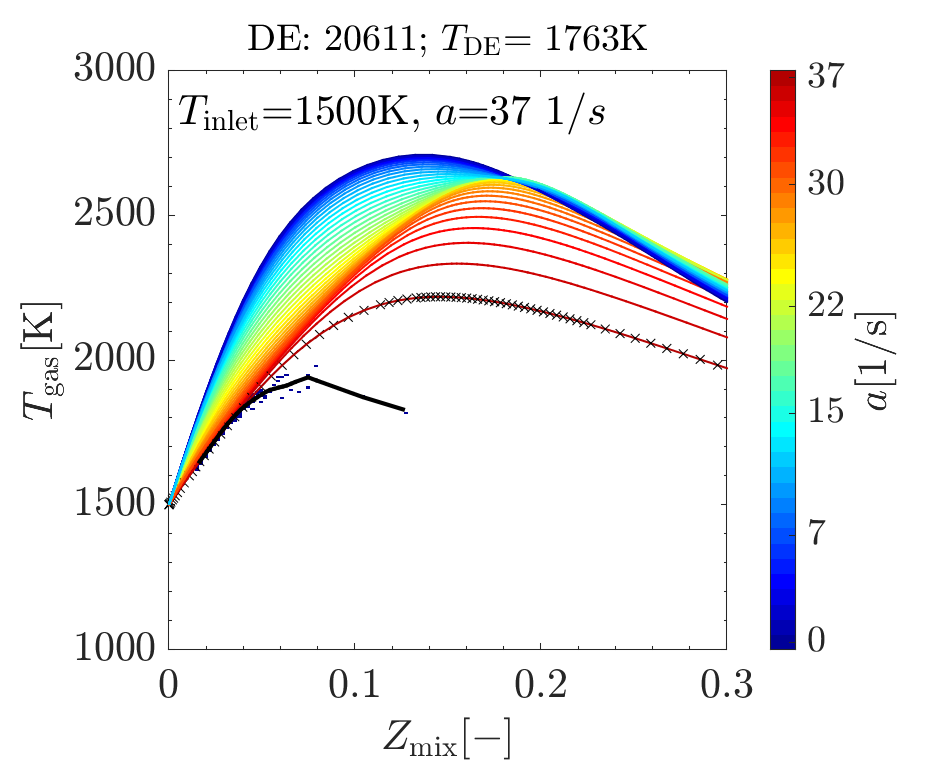 DE: 20611; T_DE= 1763K
T_inlet=1500K, a=37 1/s
3000
2500
2000
1500
1000
T_gas[K]
0 0.1 0.2 0.3
Z_mix[−]
37
30
22
15
7
0
a[1/s]